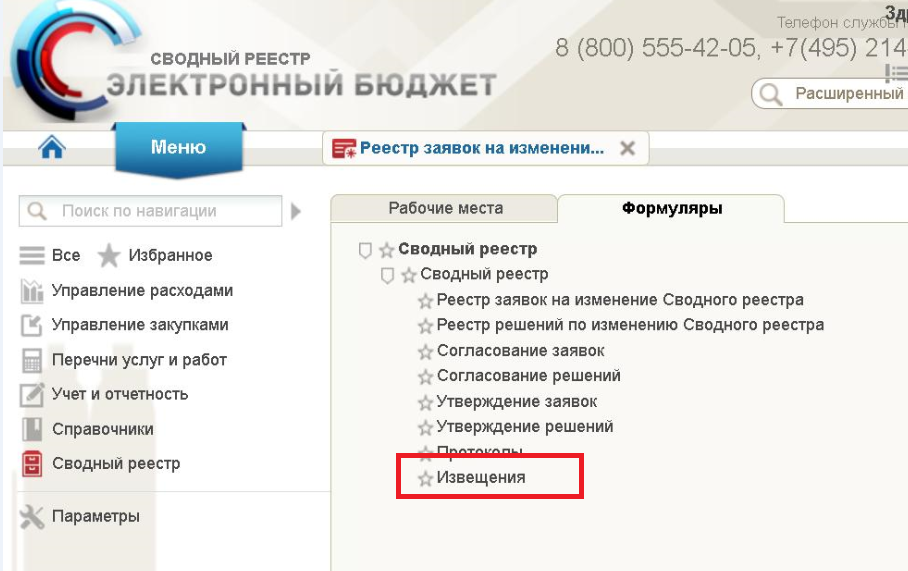 Зд
Телефон службы
8 (800) 555-42-05, +7(495) 214
СВОДНЫЙ РЕЕСТР
ЭЛЕКТРОННЫЙ БЮДЖЕТ
Расширенный
Меню
Реестр заявок на изменени...
Поиск по навигации
Все
Избранное
Управление расходами
Управление закупками
Перечни услуг и работ
Учет и отчетность
Справочники
Сводный реестр
Параметры
Рабочие места
Формуляры
Сводный реестр
Сводный реестр
Реестр заявок на изменение Сводного реестра
Реестр решений по изменению Сводного реестра
Согласование заявок
Согласование решений
Утверждение заявок
Утверждение решений
Протоколы
Извещения